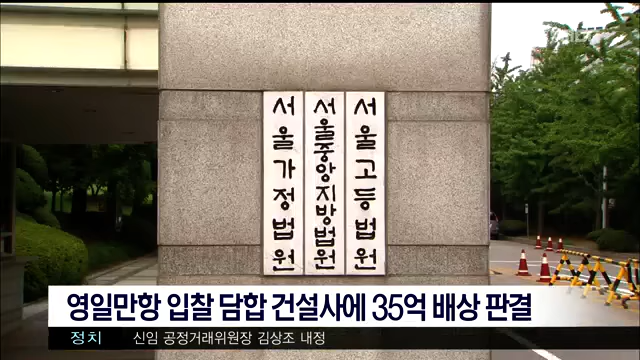 서울가정법원
서울중앙지방법원
서울고등법원
영일만항 입찰 담합 건설사에 35억 배상 판결
정치 신임 공정거래위원장 김상조 내정